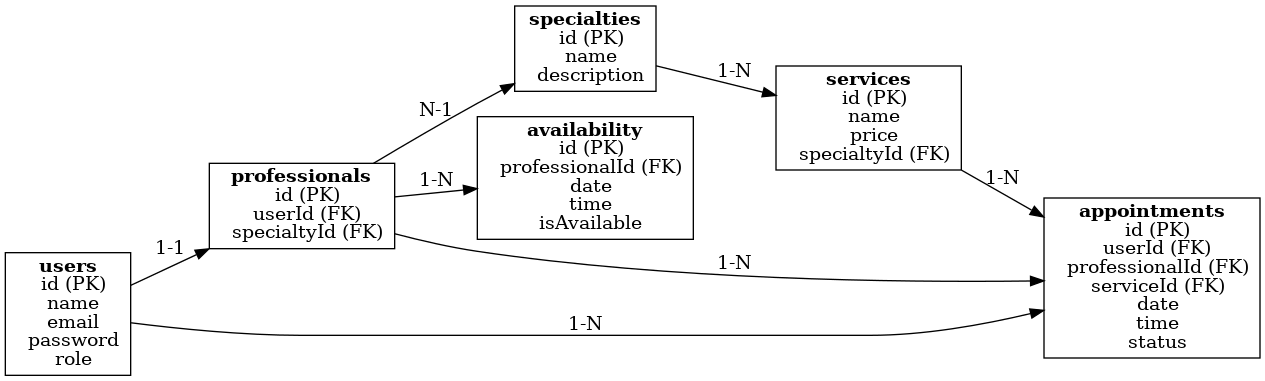 users
id (PK)
name
email
password
role
1-1
professionals
id (PK)
userId (FK)
specialtyId (FK)
N-1
specialties
id (PK)
name
description
1-N
availability
id (PK)
professionalId (FK)
date
time
isAvailable
1-N
services
id (PK)
name
price
specialtyId (FK)
1-N
1-N
1-N
appointments
id (PK)
userId (FK)
professionalId (FK)
serviceId (FK)
date
time
status